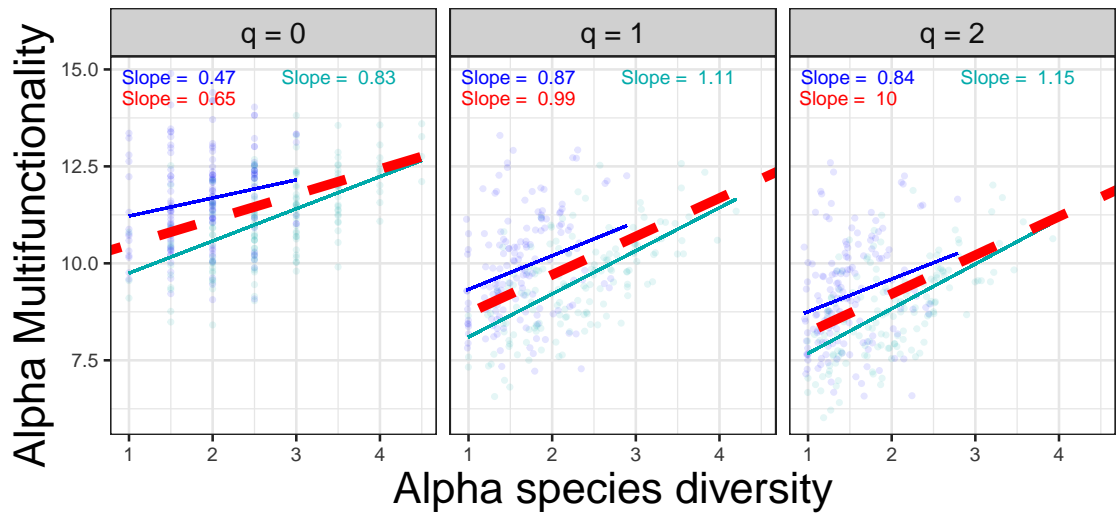 q = 0
q = 1
q = 2
Slope = 0.47
Slope = 0.83
Slope = 0.65
Slope = 0.87
Slope = 1.11
Slope = 0.99
Slope = 0.84
Slope = 1.15
Slope = 10
15.0
12.5
10.0
7.5
Alpha Multifunctionality
1 2 3 4
1 2 3 4
1 2 3 4
Alpha species diversity